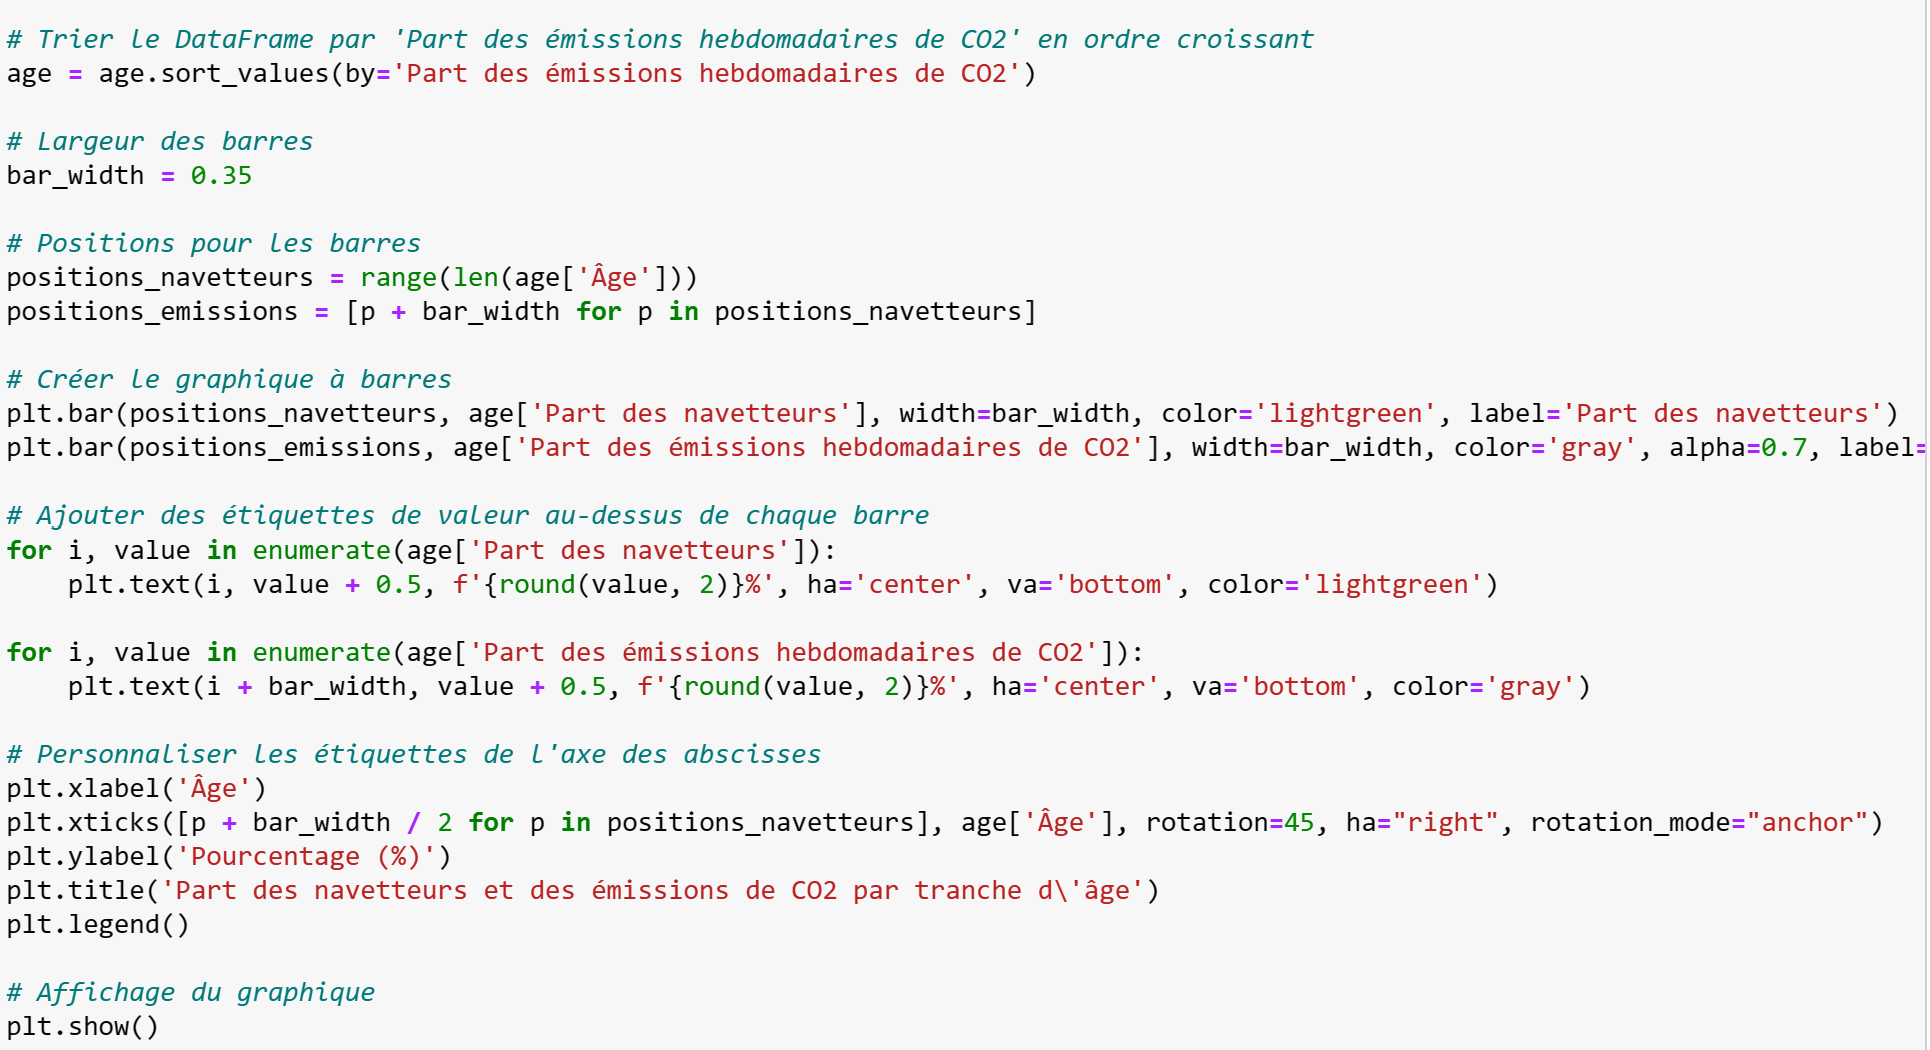 # Trier le DataFrame par 'Part des émissions hebdomadaires de CO2' en ordre croissant
age = age.sort_values(by='Part des émissions hebdomadaires de CO2')
# Largeur des barres
bar_width = 0.35
# Positions pour les barres
positions_navetteurs = range(len(age['Âge']))
positions_emissions = [p + bar_width for p in positions_navetteurs]
# Créer le graphique à barres
plt.bar(positions_navetteurs, age['Part des navetteurs'], width=bar_width, color='lightgreen', label='Part des navetteurs')
plt.bar(positions_emissions, age['Part des émissions hebdomadaires de CO2'], width=bar_width, color='gray', alpha=0.7, label=
# Ajouter des étiquettes de valeur au-dessus de chaque barre
for i, value in enumerate(age['Part des navetteurs']):
    plt.text(i, value + 0.5, f'{round(value, 2)}%', ha='center', va='bottom', color='lightgreen')
for i, value in enumerate(age['Part des émissions hebdomadaires de CO2']):
    plt.text(i + bar_width, value + 0.5, f'{round(value, 2)}%', ha='center', va='bottom', color='gray')
# Personnaliser les étiquettes de l'axe des abscisses
plt.xlabel('Âge')
plt.xticks([p + bar_width / 2 for p in positions_navetteurs], age['Âge'], rotation=45, ha="right", rotation_mode="anchor")
plt.ylabel('Pourcentage (%)')
plt.title('Part des navetteurs et des émissions de CO2 par tranche d\'âge')
plt.legend()
# Affichage du graphique
plt.show()